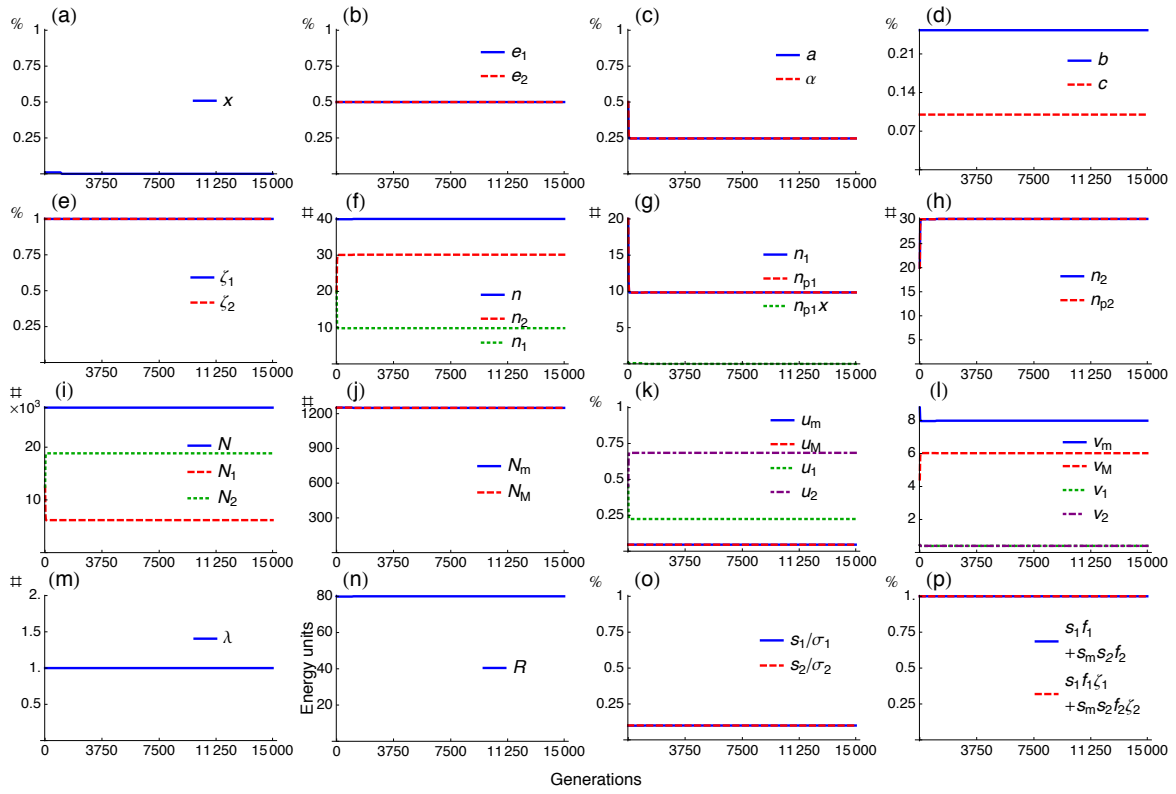 (a) (b) (c) (d)
% 1 0.75 0.5 0.25 x 3750 7500 11 250 15 000
% 1 0.75 0.5 0.25 e1 e2 3750 7500 11 250 15 000
% 1 0.75 0.5 0.25 a α 3750 7500 11 250 15 000
% 0.21 0.14 0.07 b c 3750 7500 11 250 15 000
(e) (f) (g) (h)
% 1 0.75 0.5 0.25 ζ1 ζ2 3750 7500 11 250 15 000
# 40 30 20 10 n n2 n1 0 3750 7500 11 250 15 000
# 20 15 10 5 n1 np1 np1x 0 3750 7500 11 250 15 000
# 30 25 20 15 10 5 n2 np2 0 3750 7500 11 250 15 000
(i) (j) (k) (l)
# ×10³ 20 10 N N1 N2 0 3750 7500 11 250 15 000
# 1200 900 600 300 Nm NM 0 3750 7500 11 250 15 000
% 1 0.75 0.5 0.25 um uM u1 u2 3750 7500 11 250 15 000
8 6 4 2 vm vM v1 v2 0 3750 7500 11 250 15 000
(m) (n) (o) (p)
# 2. 1.5 1. 0.5 λ 0 3750 7500 11 250 15 000
Energy units 80 60 40 20 R 0 3750 7500 11 250 15 000
% 1 0.75 0.5 0.25 s1/σ1 s2/σ2 0 3750 7500 11 250 15 000
% 1. 0.75 0.5 0.25 s1f1 +sms2f2 s1f1ζ1 +sms2f2ζ2 0 3750 7500 11 250 15 000
Generations